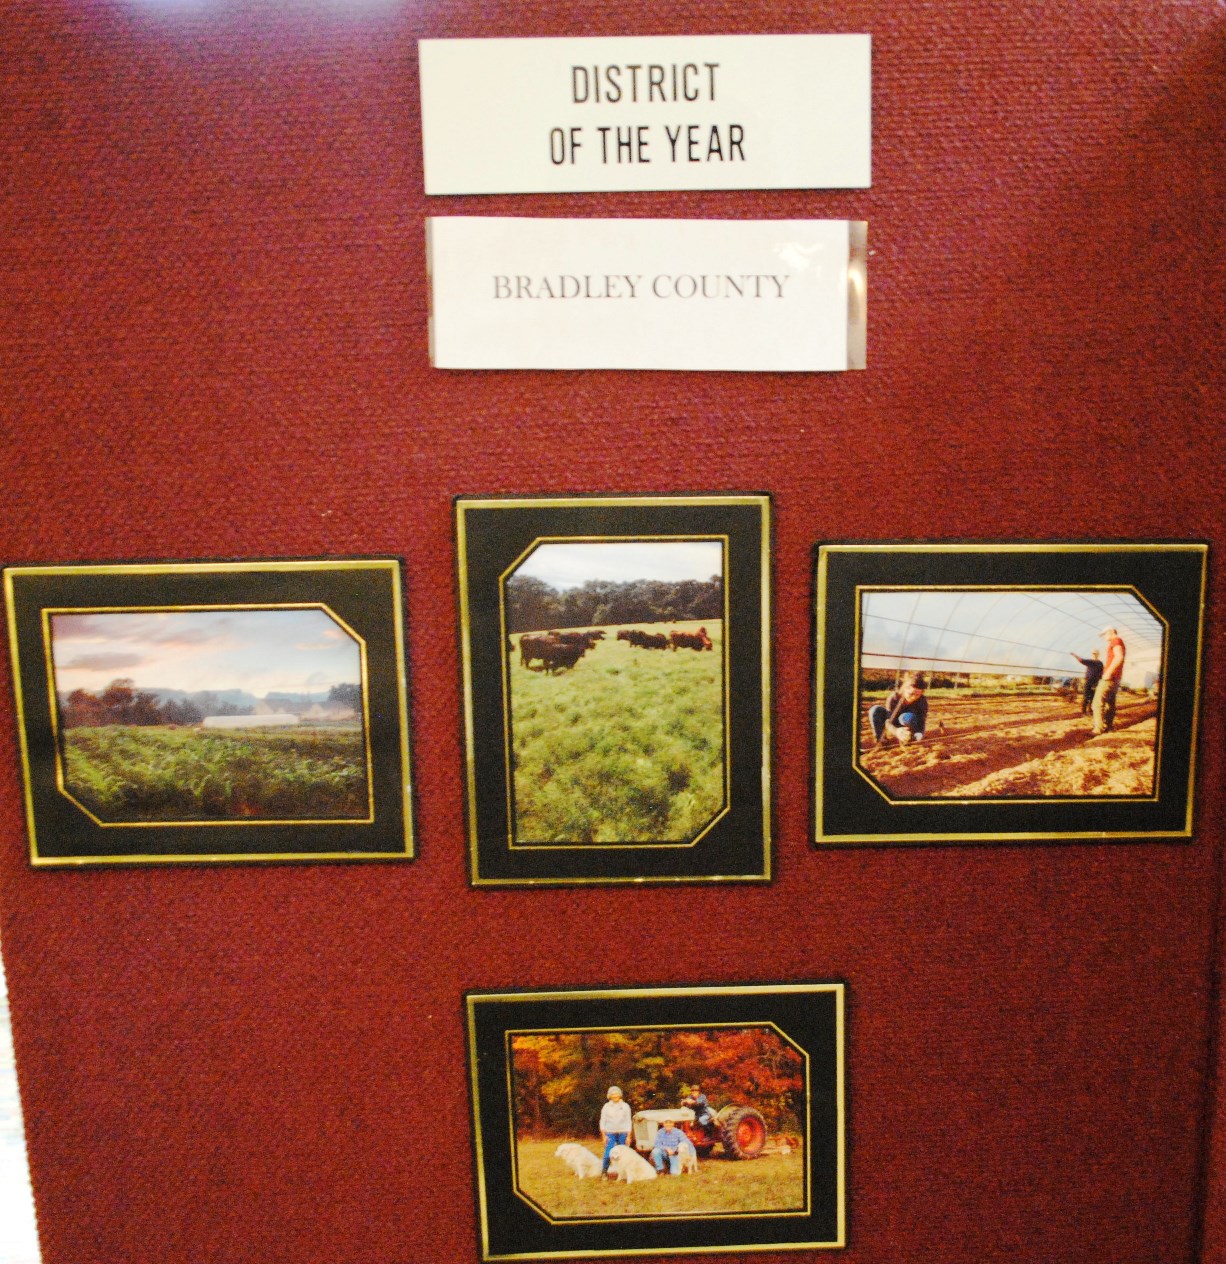 DISTRICT
OF THE YEAR
BRADLEY COUNTY